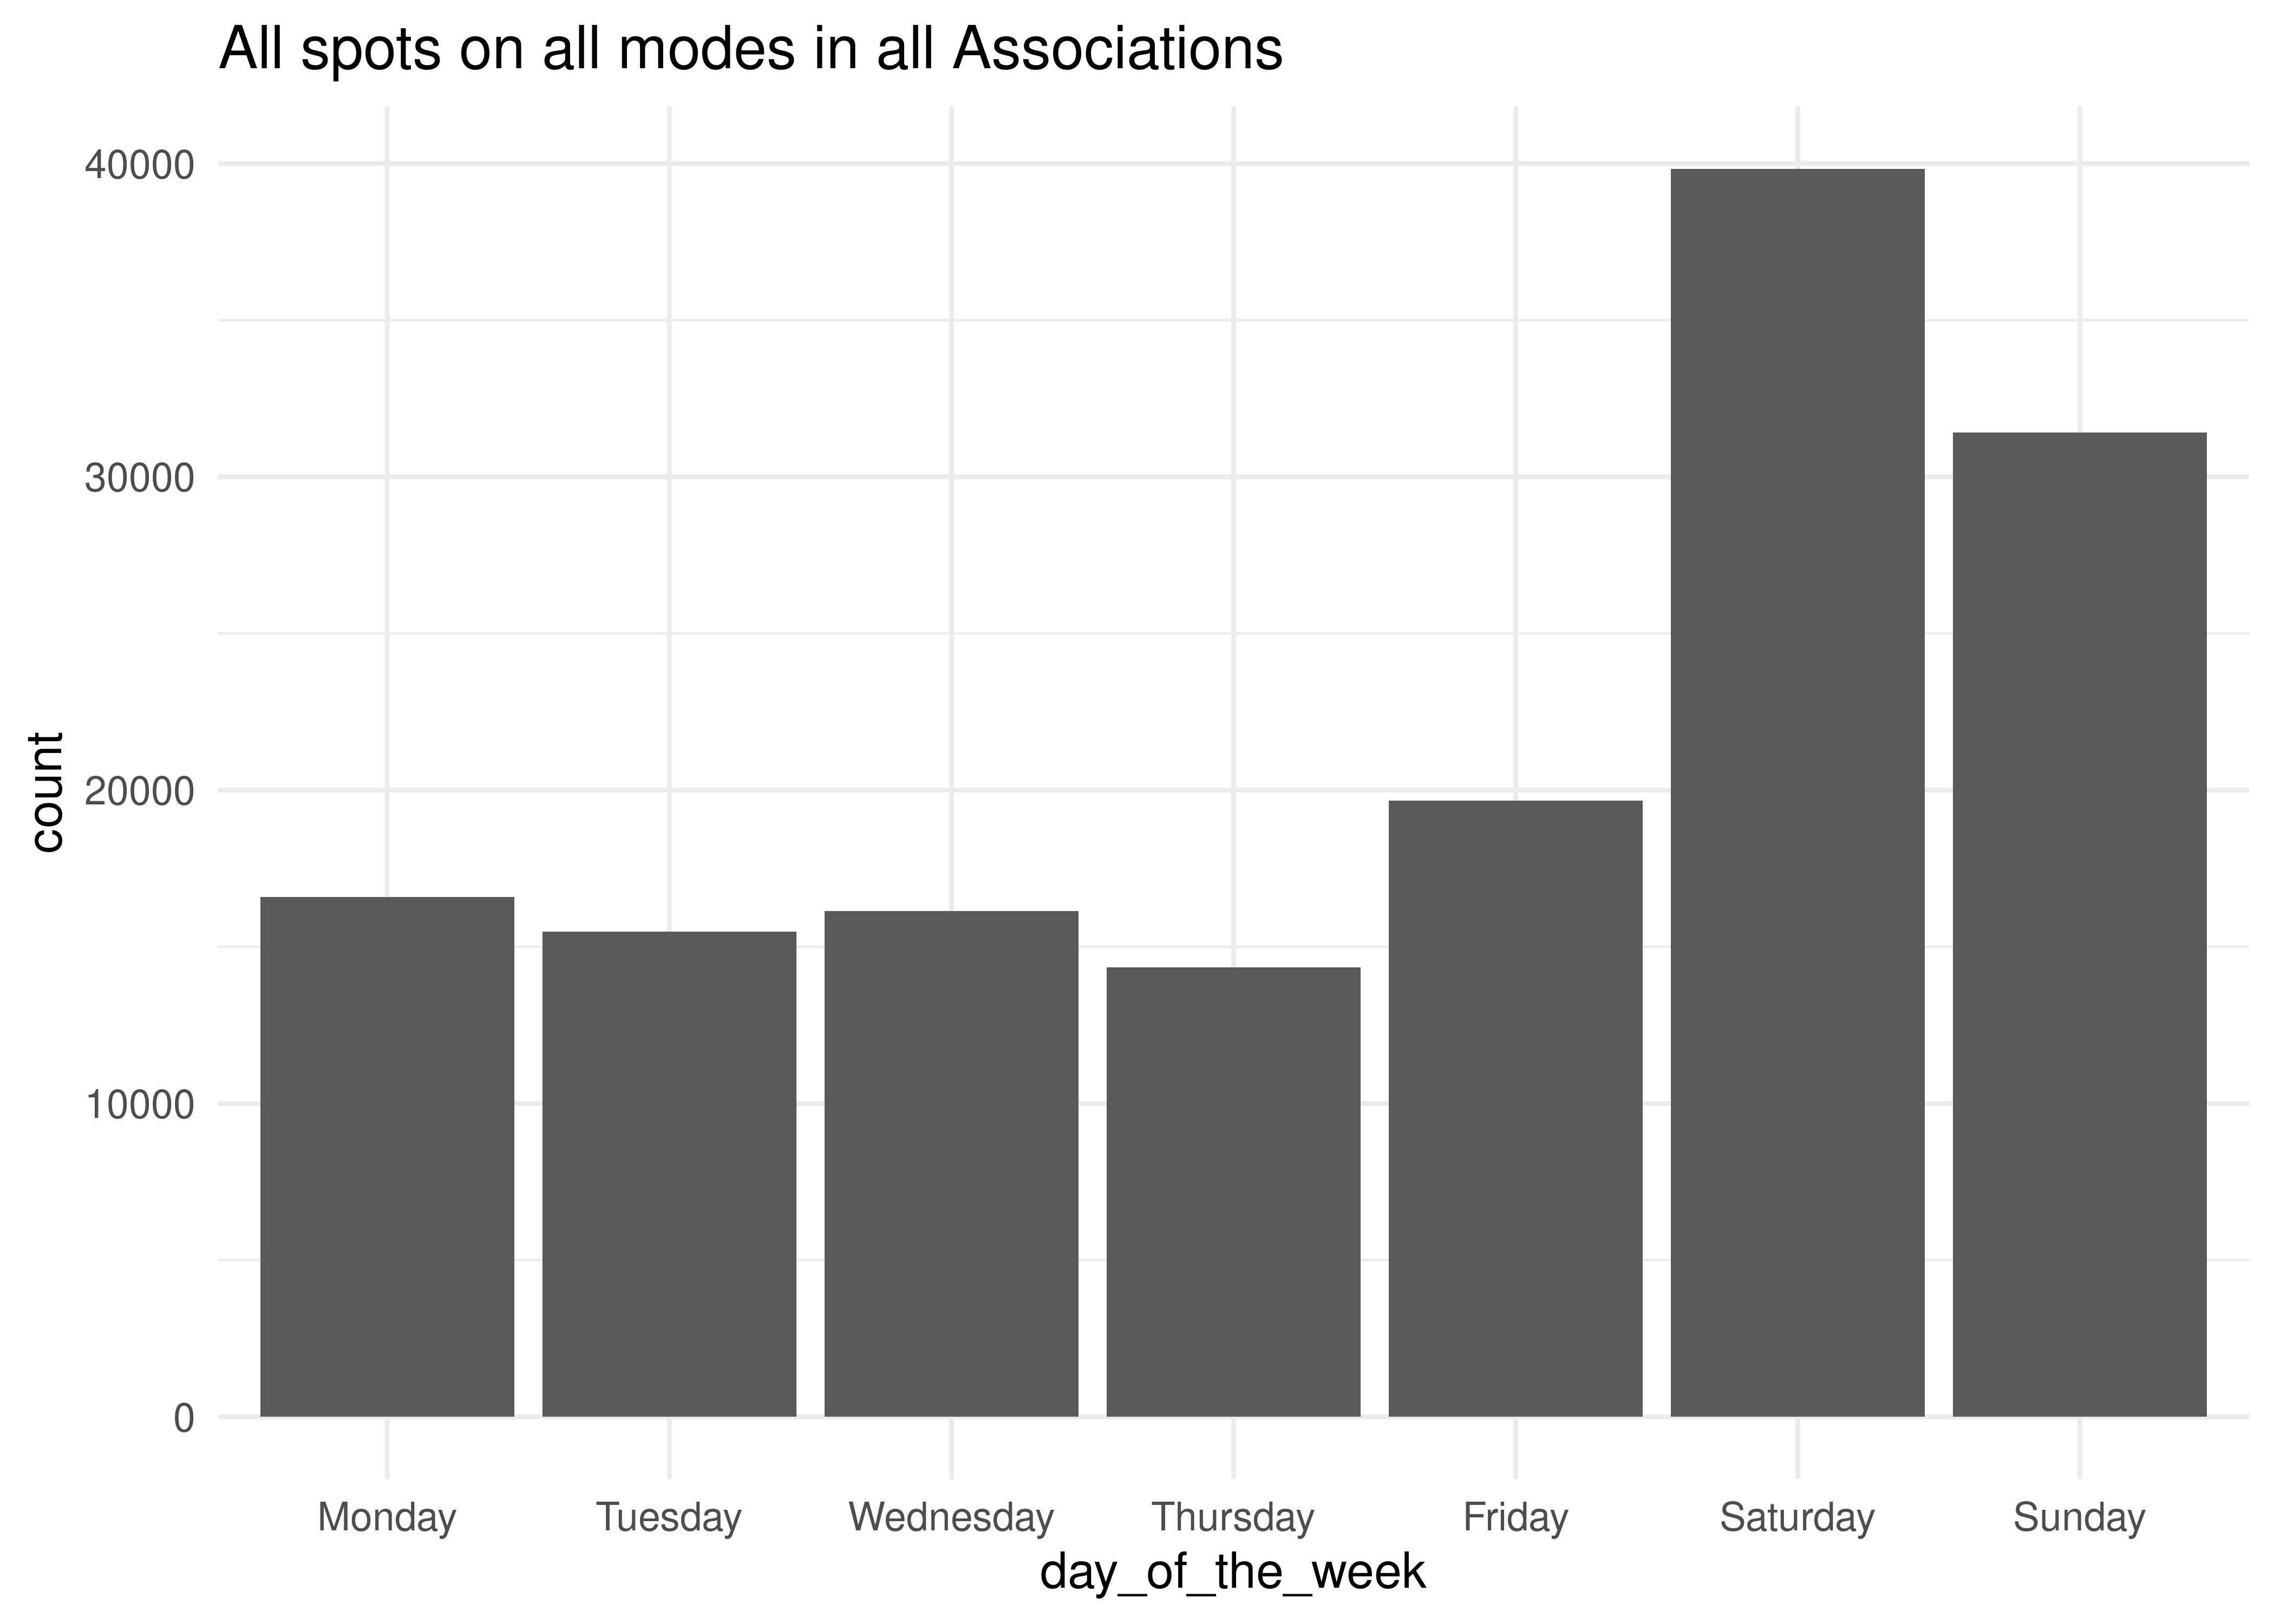 All spots on all modes in all Associations
count
40000
30000
20000
10000
0
Monday Tuesday Wednesday Thursday Friday Saturday Sunday
day_of_the_week